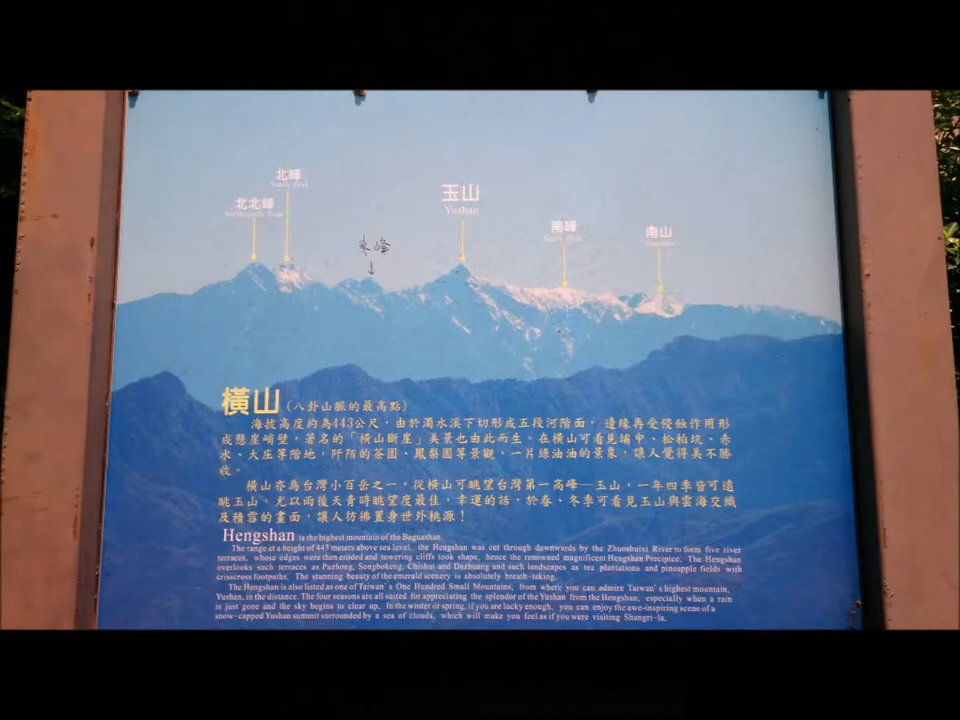 北峰
North Peak
北北峰
North-north Peak
玉山
Yushan
南峰
South Peak
南山
Nanshan
東峰
橫山(八卦山脈的最高點)
海拔高度約為443公尺，由於濁水溪下切形成五段河階面，邊緣再受侵蝕作用形
成懸崖峭壁，著名的「橫山斷崖」美景也由此而生。在橫山可看見埔中、松柏坑、赤
水、大庄等階地，阡陌的茶園、鳳梨園等景觀，一片綠油油的景象，讓人覺得美不勝
收。
橫山亦為台灣小百岳之一，從橫山可眺望台灣第一高峰─玉山，一年四季皆可遠
眺玉山，尤以雨後天青時眺望度最佳，幸運的話，於春、冬季可看見玉山與雲海交織
及積雪的畫面，讓人彷彿置身世外桃源！
Hengshan is the highest mountain of the Baguashan.
The range at a height of 443 meters above sea level, the Hengshan was cut through downwards by the Zhuoshuixi River to form five river
terraces, whose edges were then eroded and towering cliffs took shape, hence the renowned magnificent Hengshan Precipice. The Hengshan
overlooks such terraces as Puzhong, Songbokeng, Chishui and Dazhuang and such landscapes as tea plantations and pineapple fields with
crisscross footpaths. The stunning beauty of the emerald scenery is absolutely breath-taking.
The Hengshan is also listed as one of Taiwan's One Hundred Small Mountains, from where you can admire Taiwan's highest mountain,
Yushan, in the distance. The four seasons are all suited for appreciating the splendor of the Yushan from the Hengshan, especially when a rain
is just gone and the sky begins to clear up. In the winter or spring, if you are lucky enough, you can enjoy the awe-inspiring scene of a
snow-capped Yushan summit surrounded by a sea of clouds, which will make you feel as if you were visiting Shangri-la.